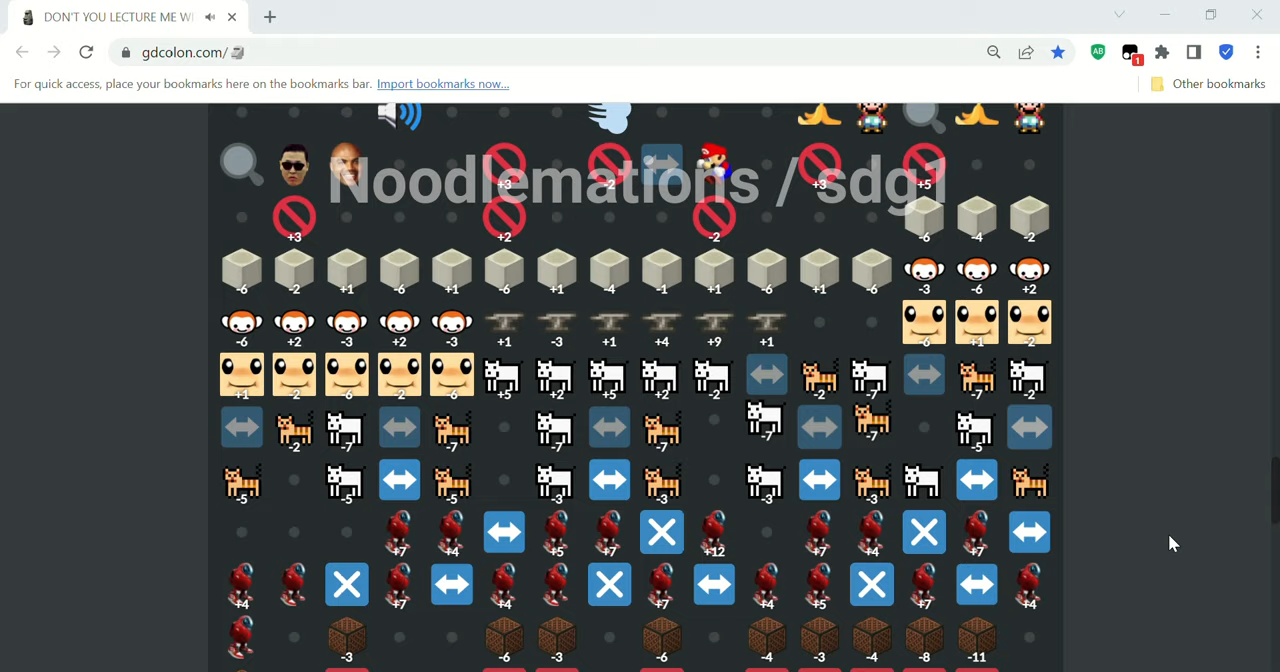 DON'T YOU LECTURE ME WI
gdcolon.com/🗿
AB
1
For quick access, place your bookmarks here on the bookmarks bar. Import bookmarks now...
Other bookmarks
Noodlemations / sdg1
+3 -2 +3 +5
+3 +2 -2 -6 -4 -2
-6 -2 +1 -6 +1 -6 +1 -4 -1 +1 -6 +1 -6 -3 -6 +2
-6 +2 -3 +2 -3 +1 -3 +1 +4 +9 +1 -6 +1 -2
+1 -2 -6 -2 -6 +5 +2 +5 +2 -2 -2 -7 -7 -2
-2 -7 -7 -7 -7 -7 -7 -5
-5 -5 -5 -3 -3 -3 -3
+7 +4 +5 +7 +12 +7 +4 +7
+4 +7 +4 +7 +4 +5 +7 +4
-3 -6 -3 -6 -4 -3 -4 -8 -11